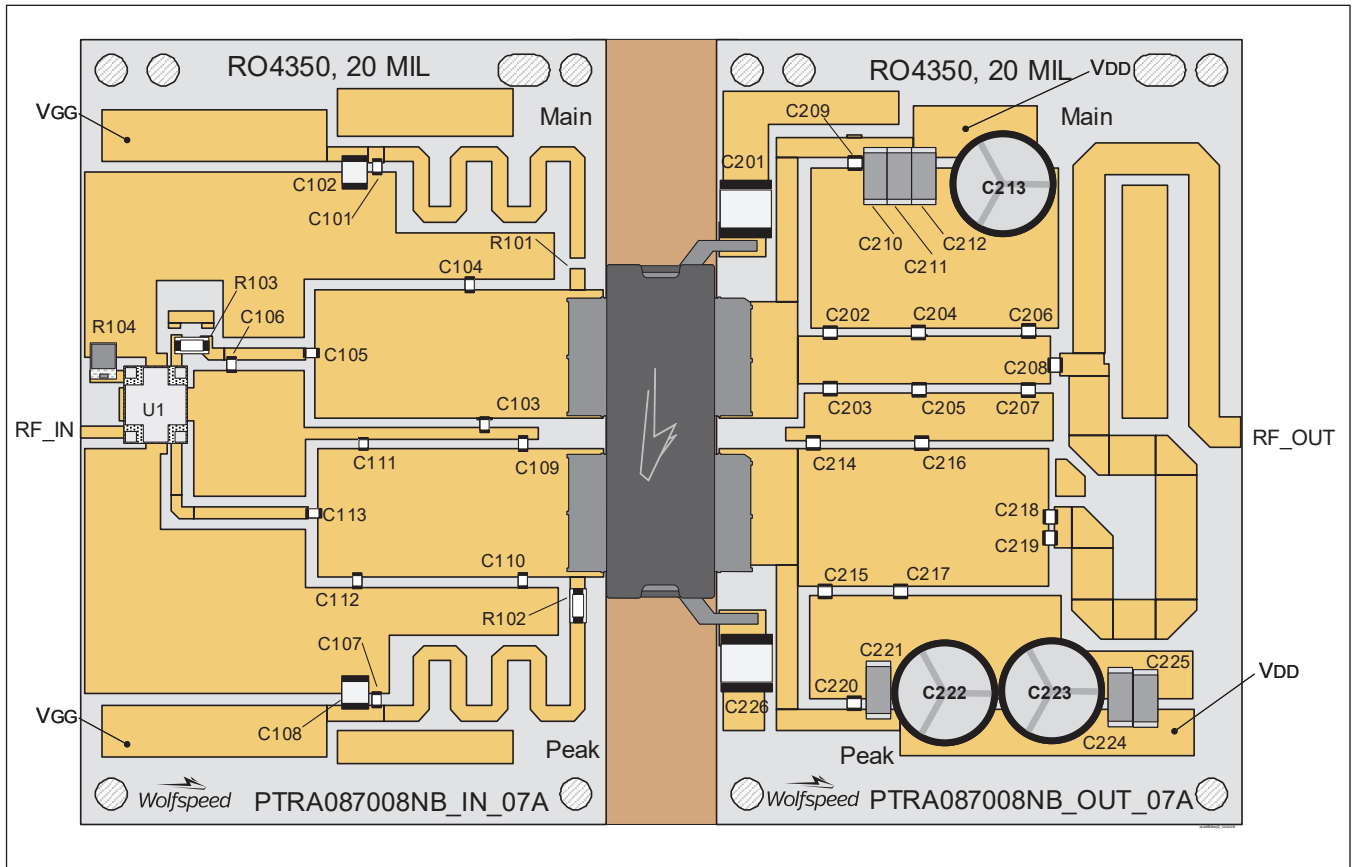 RO4350, 20 MIL
RO4350, 20 MIL
VDD
VGG
Main
C209
Main
C201
C102
C213
C101
C210
C212
C211
R101
C104
R103
C106
R104
C202
C204
C206
C105
C208
U1
C103
C203
C205
C207
RF_IN
RF_OUT
C111
C109
C214
C216
C113
C218
C219
C110
C215
C217
C112
R102
C107
C221
C225
C220
C222
C223
VDD
VGG
C108
C226
C224
Peak
Peak
Wolfspeed
PTRA087008NB_IN_07A
Wolfspeed
PTRA087008NB_OUT_07A